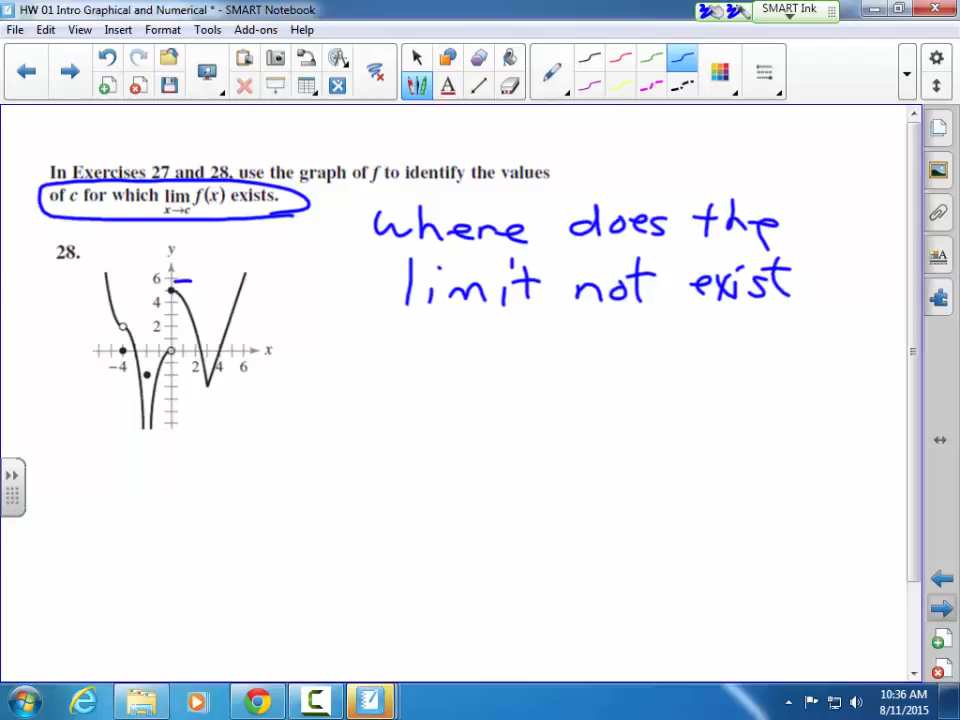 HW 01 Intro Graphical and Numerical * - SMART Notebook
SMART Ink
File Edit View Insert Format Tools Add-ons Help
In Exercises 27 and 28, use the graph of f to identify the values
of c for which lim f(x) exists.
x→c
where does the
limit not exist
28.
y
6
4
2
x
−4
2
4
6
10:36 AM
8/11/2015